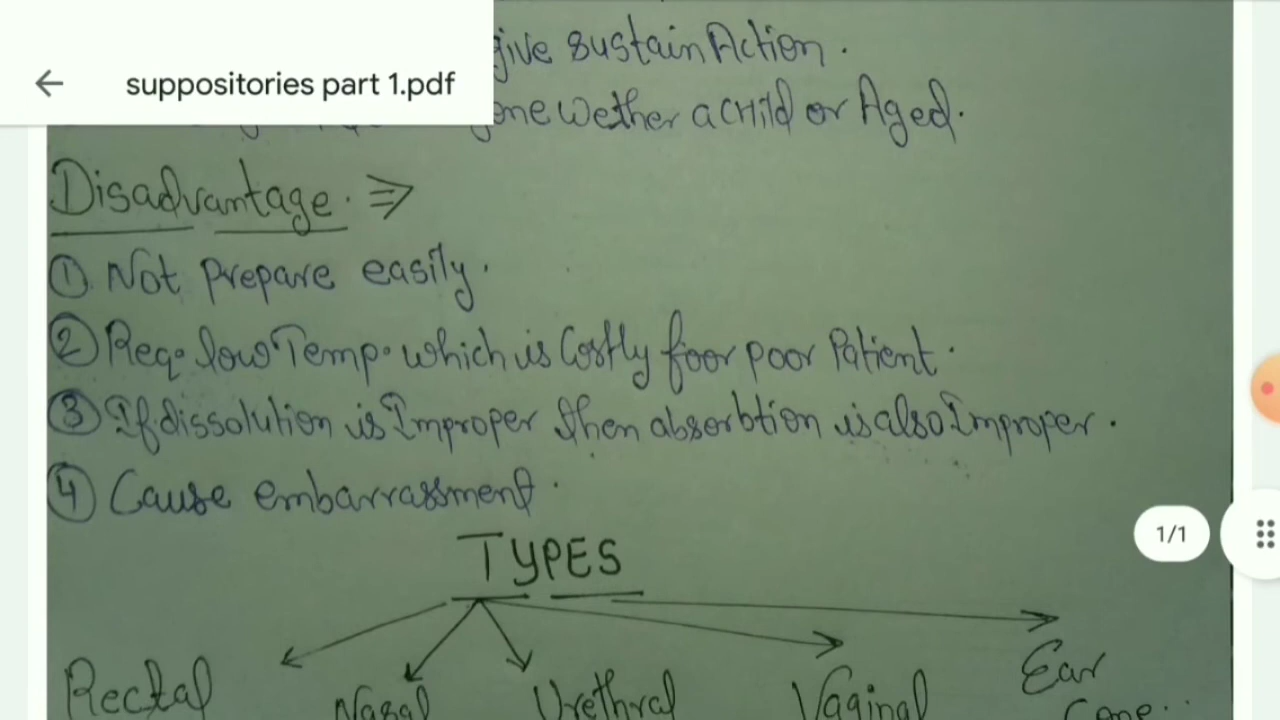 give sustain Action.
suppositories part 1.pdf
one wether a child or Aged.
Disadvantage. ⇒
① Not prepare easily.
② Req. low Temp. which is Costly foor poor Patient.
③ If dissolution is Improper then absorbtion is also Improper.
④ Cause embarrassment.
1/1
TYPES
Rectal Nasal Urethral Vaginal Ear
Cone..